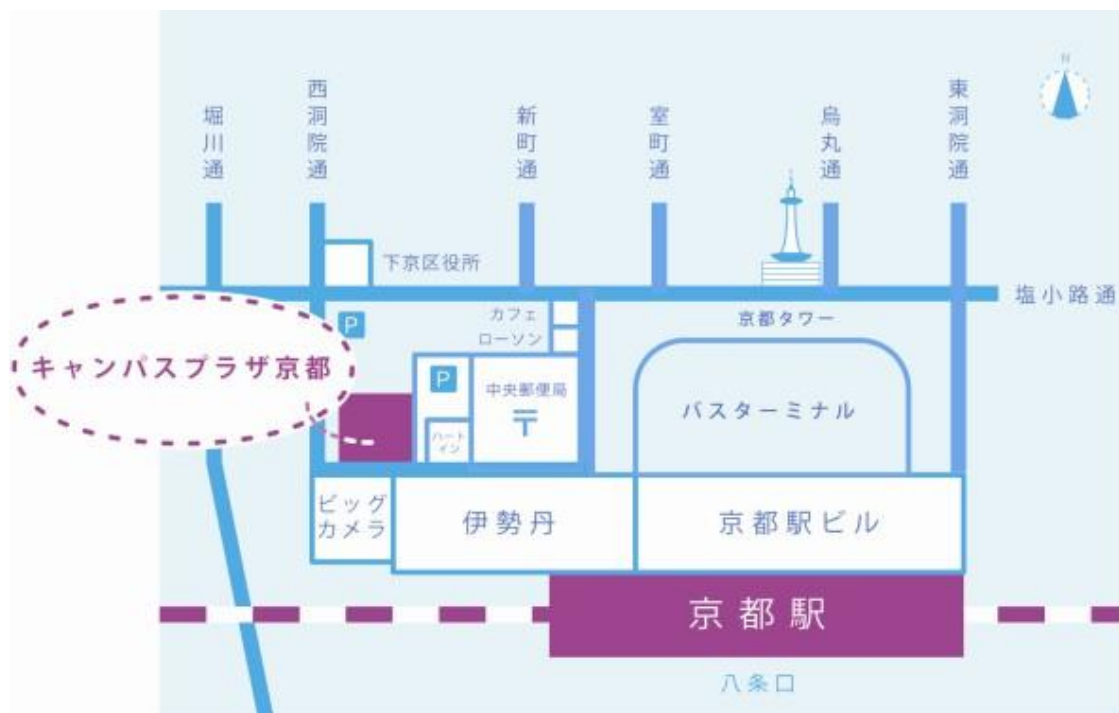 堀川通
西洞院通
新町通
室町通
烏丸通
東洞院通
N
下京区役所
塩小路通
P
カフェ
ローソン
京都タワー
キャンパスプラザ京都
P
中央郵便局
〒
ハート
イン
バスターミナル
ビッグ
カメラ
伊勢丹
京都駅ビル
京都駅
八条口